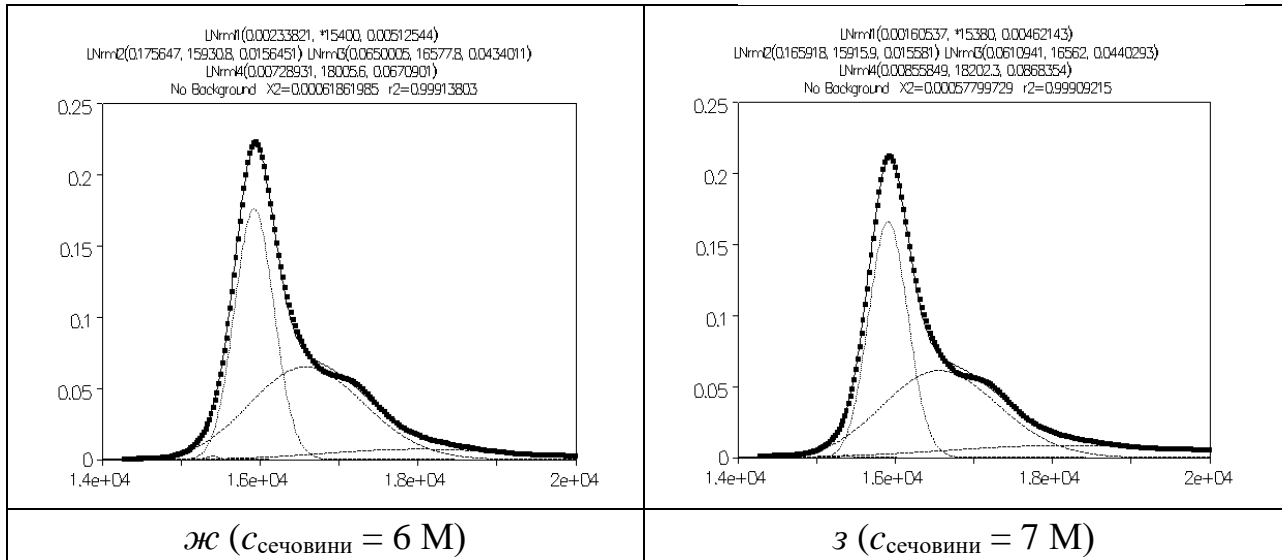 LNrml1(0.00233821, *15400, 0.00512544)
LNrml2(0.175647, 15930.8, 0.0156451) LNrml3(0.0650005, 16577.8, 0.0434011)
LNrml4(0.00728931, 18005.6, 0.0670901)
No Background X2=0.00061861985 r2=0.99913803
0.25
0.2
0.15
0.1
0.05
0
1.4e+04 1.6e+04 1.8e+04 2e+04
ж (cсечовини = 6 М)
LNrml1(0.00160537, *15380, 0.00462143)
LNrml2(0.165918, 15915.9, 0.015581) LNrml3(0.0610941, 16562, 0.0440293)
LNrml4(0.00855849, 18202.3, 0.0868354)
No Background X2=0.00057799729 r2=0.99909215
0.25
0.2
0.15
0.1
0.05
0
1.4e+04 1.6e+04 1.8e+04 2e+04
з (cсечовини = 7 М)